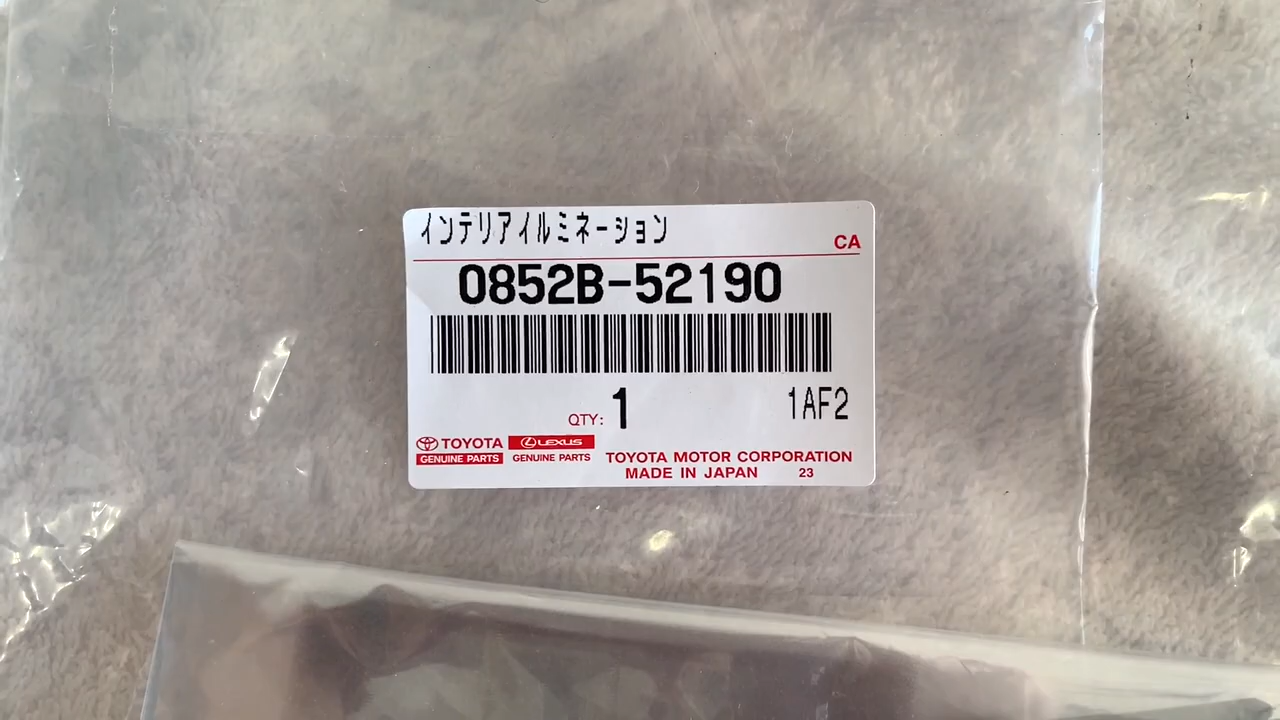 インテリアイルミネーション
CA
0852B-52190
QTY: 1
1AF2
TOYOTA
GENUINE PARTS
LEXUS
GENUINE PARTS
TOYOTA MOTOR CORPORATION
MADE IN JAPAN 23